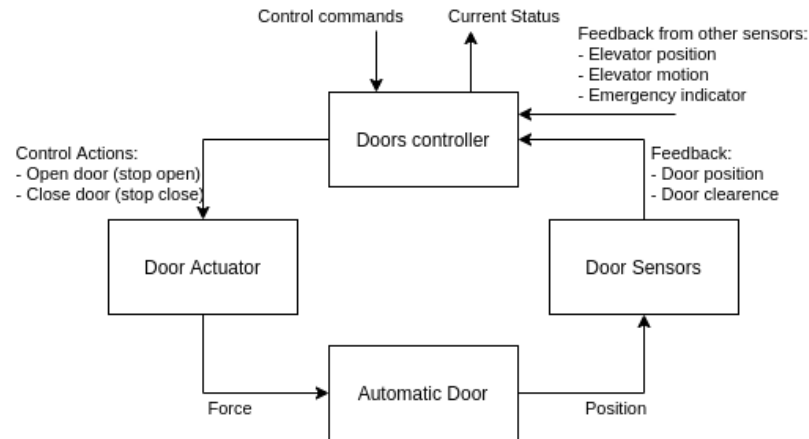 Control commands
Current Status
Feedback from other sensors:
- Elevator position
- Elevator motion
- Emergency indicator
Doors controller
Control Actions:
- Open door (stop open)
- Close door (stop close)
Feedback:
- Door position
- Door clearence
Door Actuator
Door Sensors
Automatic Door
Force
Position